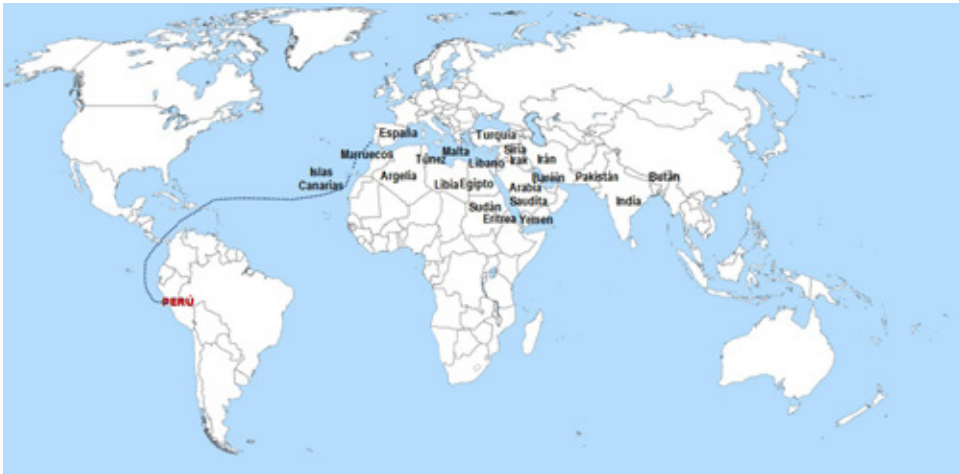 España
Turquía
Malta
Siria
Marruecos
Túnez
Líbano
Irak
Irán
Islas
Canarias
Argelia
Libia
Egipto
Arabia
Saudita
Pakistán
Bután
India
Sudán
Eritrea
Yemen
PERÚ